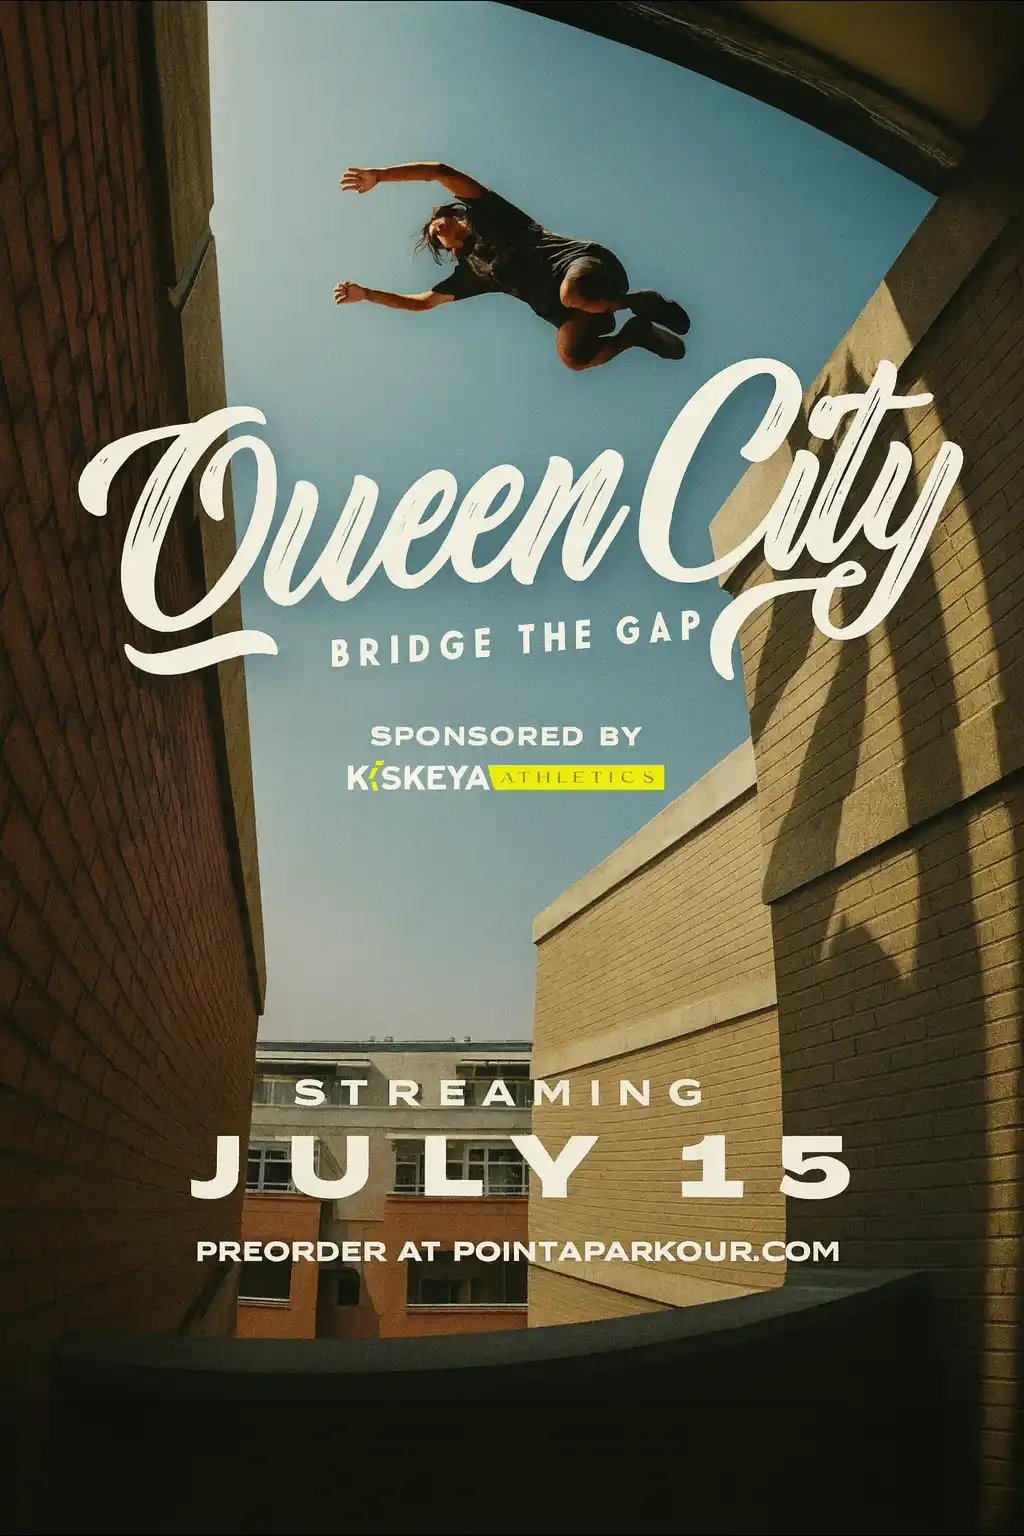 Queen City
BRIDGE THE GAP
SPONSORED BY
KISKEYA ATHLETICS
STREAMING
JULY 15
PREORDER AT POINTAPARKOUR.COM